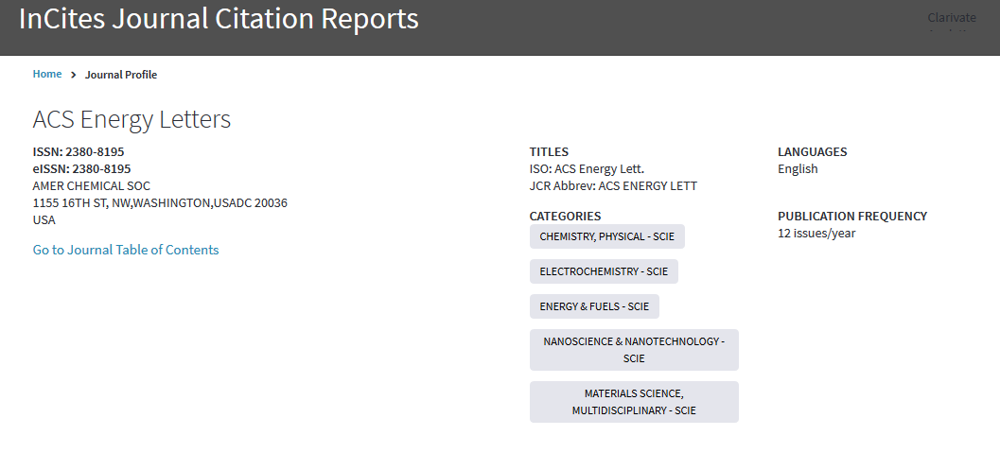 InCites Journal Citation Reports
Clarivate
Home > Journal Profile
ACS Energy Letters
ISSN: 2380-8195
eISSN: 2380-8195
AMER CHEMICAL SOC
1155 16TH ST, NW,WASHINGTON,USADC 20036
USA
Go to Journal Table of Contents
TITLES
ISO: ACS Energy Lett.
JCR Abbrev: ACS ENERGY LETT
CATEGORIES
CHEMISTRY, PHYSICAL - SCIE
ELECTROCHEMISTRY - SCIE
ENERGY & FUELS - SCIE
NANOSCIENCE & NANOTECHNOLOGY -
SCIE
MATERIALS SCIENCE,
MULTIDISCIPLINARY - SCIE
LANGUAGES
English
PUBLICATION FREQUENCY
12 issues/year